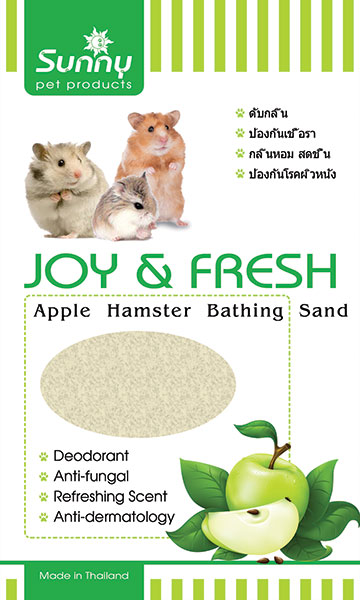 Sunny
pet products
ดับกลิ่น
ป้องกันเชื้อรา
กลิ่นหอม สดชื่น
ป้องกันโรคผิวหนัง
JOY & FRESH
Apple Hamster Bathing Sand
Deodorant
Anti-fungal
Refreshing Scent
Anti-dermatology
Made in Thailand